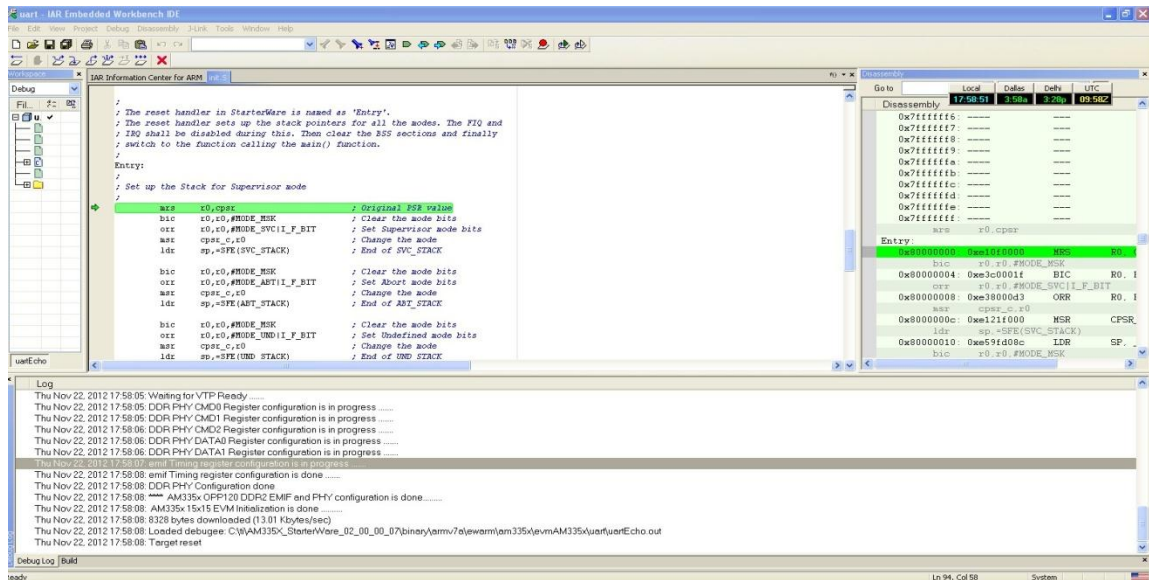 uart - IAR Embedded Workbench IDE
File Edit View Project Debug Disassembly J-Link Tools Window Help
Workspace
Debug
Fil...
u.
uartEcho
IAR Information Center for ARM init.S
f()
;
; The reset handler in StarterWare is named as 'Entry'.
; The reset handler sets up the stack pointers for all the modes. The FIQ and
; IRQ shall be disabled during this. Then clear the BSS sections and finally
; switch to the function calling the main() function.
;
Entry:
;
; Set up the Stack for Supervisor mode
;
mrs r0,cpsr ; Original PSR value
bic r0,r0,#MODE_MSK ; Clear the mode bits
orr r0,r0,#MODE_SVC|I_F_BIT ; Set Supervisor mode bits
msr cpsr_c,r0 ; Change the mode
ldr sp,=SFE(SVC_STACK) ; End of SVC_STACK
bic r0,r0,#MODE_MSK ; Clear the mode bits
orr r0,r0,#MODE_ABT|I_F_BIT ; Set Abort mode bits
msr cpsr_c,r0 ; Change the mode
ldr sp,=SFE(ABT_STACK) ; End of ABT_STACK
bic r0,r0,#MODE_MSK ; Clear the mode bits
orr r0,r0,#MODE_UND|I_F_BIT ; Set Undefined mode bits
msr cpsr_c,r0 ; Change the mode
ldr sp,=SFE(UND_STACK) ; End of UND_STACK
Disassembly
Go to
Local Dallas Delhi UTC
17:58:51 3:58a 3:28p 09:58Z
Disassembly
0x7ffffff6: ---- ---
0x7ffffff7: ---- ---
0x7ffffff8: ---- ---
0x7ffffff9: ---- ---
0x7ffffffa: ---- ---
0x7ffffffb: ---- ---
0x7ffffffc: ---- ---
0x7ffffffd: ---- ---
0x7ffffffe: ---- ---
0x7fffffff: ---- ---
mrs r0,cpsr
Entry:
0x80000000: 0xe10f0000 MRS R0,
bic r0,r0,#MODE_MSK
0x80000004: 0xe3c0001f BIC R0,
orr r0,r0,#MODE_SVC|I_F_BIT
0x80000008: 0xe38000d3 ORR R0,
msr cpsr_c,r0
0x8000000c: 0xe121f000 MSR CPSR_
ldr sp,=SFE(SVC_STACK)
0x80000010: 0xe59fd08c LDR SP, _
bic r0,r0,#MODE_MSK
Log
Thu Nov 22, 2012 17:58:05: Waiting for VTP Ready .......
Thu Nov 22, 2012 17:58:05: DDR PHY CMD0 Register configuration is in progress .......
Thu Nov 22, 2012 17:58:05: DDR PHY CMD1 Register configuration is in progress .......
Thu Nov 22, 2012 17:58:06: DDR PHY CMD2 Register configuration is in progress .......
Thu Nov 22, 2012 17:58:06: DDR PHY DATA0 Register configuration is in progress .......
Thu Nov 22, 2012 17:58:06: DDR PHY DATA1 Register configuration is in progress .......
Thu Nov 22, 2012 17:58:07: emif Timing register configuration is in progress .......
Thu Nov 22, 2012 17:58:08: emif Timing register configuration is done .......
Thu Nov 22, 2012 17:58:08: DDR PHY Configuration done
Thu Nov 22, 2012 17:58:08: **** AM335x OPP120 DDR2 EMIF and PHY configuration is done.........
Thu Nov 22, 2012 17:58:08: AM335x 15x15 EVM Initialization is done .........
Thu Nov 22, 2012 17:58:08: 8328 bytes downloaded (13.01 Kbytes/sec)
Thu Nov 22, 2012 17:58:08: Loaded debugee: C:\ti\AM335X_StarterWare_02_00_00_07\binary\armv7a\ewarm\am335x\evmAM335x\uart\uartEcho.out
Thu Nov 22, 2012 17:58:08: Target reset
Debug Log Build
Ready
Ln 94, Col 58 System